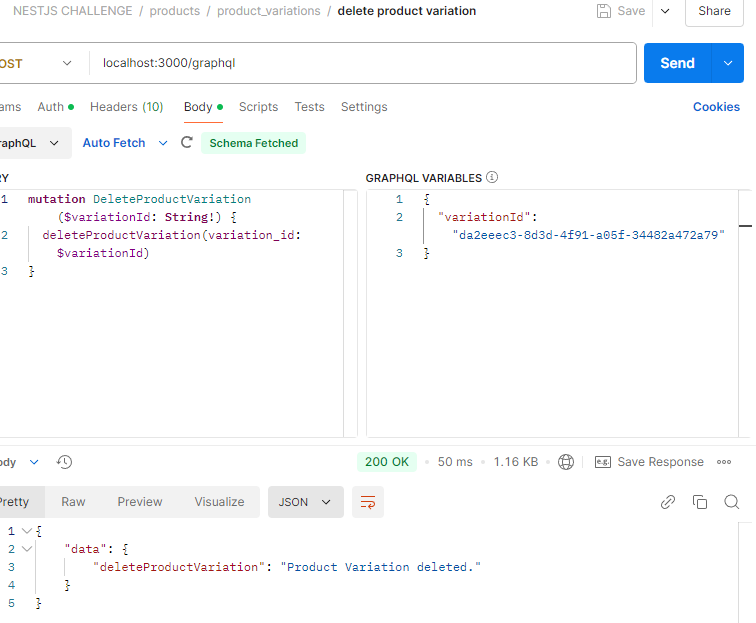 NESTJS CHALLENGE / products / product_variations / delete product variation
Save
Share
OST
localhost:3000/graphql
Send
ams Auth Headers (10) Body Scripts Tests Settings
Cookies
raphQL Auto Fetch Schema Fetched
RY
1 mutation DeleteProductVariation
($variationId: String!) {
2 deleteProductVariation(variation_id:
$variationId)
3 }
GRAPHQL VARIABLES
1 {
2 "variationId":
"da2eeec3-8d3d-4f91-a05f-34482a472a79"
3 }
ody
200 OK 50 ms 1.16 KB e.g. Save Response
Pretty Raw Preview Visualize JSON
1 {
2 "data": {
3 "deleteProductVariation": "Product Variation deleted."
4 }
5 }